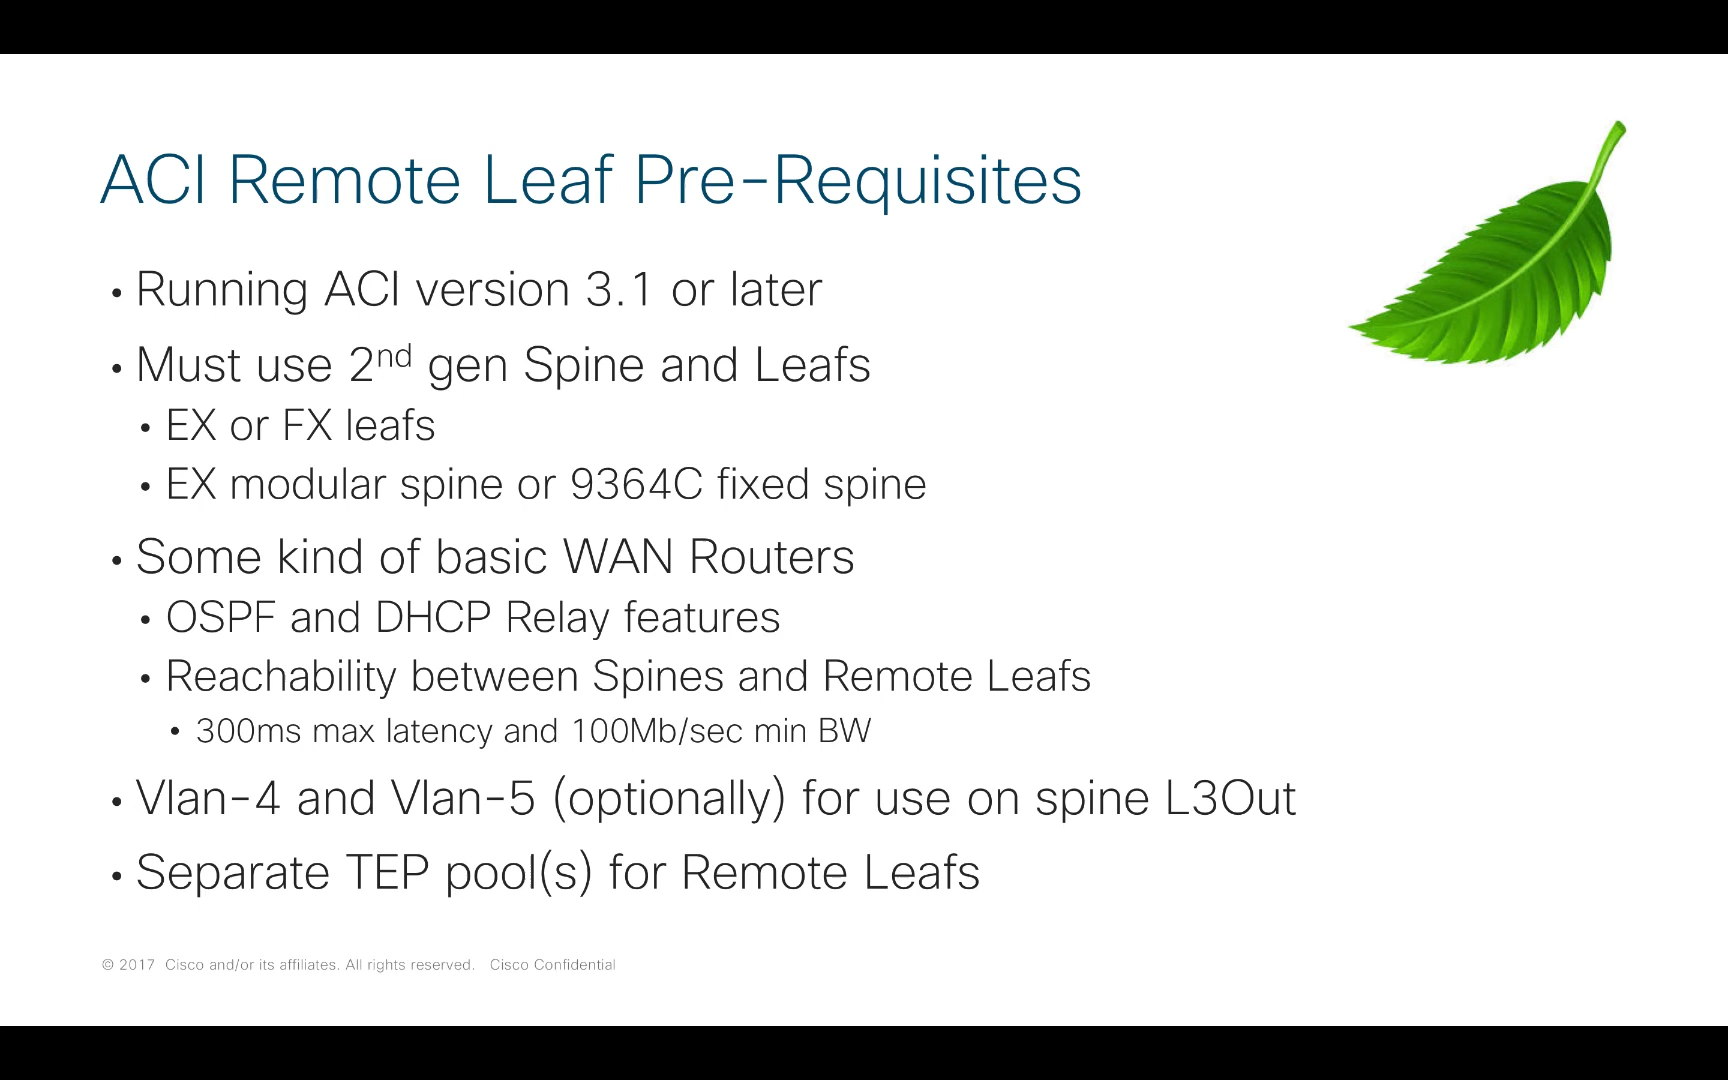 ACI Remote Leaf Pre-Requisites
• Running ACI version 3.1 or later
• Must use 2nd gen Spine and Leafs
• EX or FX leafs
• EX modular spine or 9364C fixed spine
• Some kind of basic WAN Routers
• OSPF and DHCP Relay features
• Reachability between Spines and Remote Leafs
• 300ms max latency and 100Mb/sec min BW
• Vlan-4 and Vlan-5 (optionally) for use on spine L3Out
• Separate TEP pool(s) for Remote Leafs
© 2017 Cisco and/or its affiliates. All rights reserved. Cisco Confidential